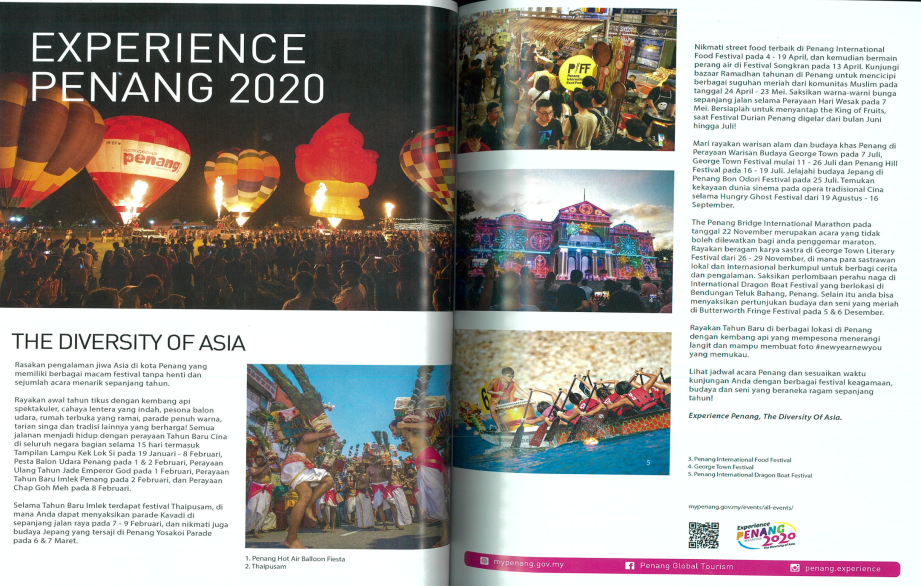 EXPERIENCE
PENANG 2020
penang
1
THE DIVERSITY OF ASIA
Rasakan pengalaman jiwa Asia di kota Penang yang
memiliki berbagai macam festival tanpa henti dan
sejumlah acara menarik sepanjang tahun.
Rayakan awal tahun tikus dengan kembang api
spektakuler, cahaya lentera yang indah, pesona balon
udara, rumah terbuka yang ramai, parade penuh warna,
tarian singa dan tradisi lainnya yang berharga! Semua
jalanan menjadi hidup dengan perayaan Tahun Baru Cina
di seluruh negara bagian selama 15 hari termasuk
Tampilan Lampu Kek Lok Si pada 19 Januari - 8 Februari,
Pesta Balon Udara Penang pada 1 & 2 Februari, Perayaan
Ulang Tahun Jade Emperor God pada 1 Februari, Perayaan
Tahun Baru Imlek Penang pada 2 Februari, dan Perayaan
Chap Goh Meh pada 8 Februari.
Selama Tahun Baru Imlek terdapat festival Thaipusam, di
mana Anda dapat menyaksikan parade Kavadi di
sepanjang jalan raya pada 7 - 9 Februari, dan nikmati juga
budaya Jepang yang tersaji di Penang Yosakoi Parade
pada 6 & 7 Maret.
1. Penang Hot Air Balloon Fiesta
2. Thaipusam
PIFF
3
5
Nikmati street food terbaik di Penang International
Food Festival pada 4 - 19 April, dan kemudian bermain
perang air di Festival Songkran pada 13 April. Kunjungi
bazaar Ramadhan tahunan di Penang untuk mencicipi
berbagai suguhan meriah dari komunitas Muslim pada
tanggal 24 April - 23 Mei. Saksikan warna-warni bunga
sepanjang jalan selama Perayaan Hari Wesak pada 7
Mei. Bersiaplah untuk menyantap the King of Fruits,
saat Festival Durian Penang digelar dari bulan Juni
hingga Juli!
Mari rayakan warisan alam dan budaya khas Penang di
Perayaan Warisan Budaya George Town pada 7 Juli,
George Town Festival mulai 11 - 26 Juli dan Penang Hill
Festival pada 16 - 19 Juli. Jelajahi budaya Jepang di
Penang Bon Odori Festival pada 25 Juli. Temukan
kekayaan dunia sinema pada opera tradisional Cina
selama Hungry Ghost Festival dari 19 Agustus - 16
September.
The Penang Bridge International Marathon pada
tanggal 22 November merupakan acara yang tidak
boleh dilewatkan bagi anda penggemar maraton.
Rayakan beragam karya sastra di George Town Literary
Festival dari 26 - 29 November, di mana para sastrawan
lokal dan Internasional berkumpul untuk berbagi cerita
dan pengalaman. Saksikan perlombaan perahu naga di
International Dragon Boat Festival yang berlokasi di
Bendungan Teluk Bahang, Penang. Selain itu anda bisa
menyaksikan pertunjukan budaya dan seni yang meriah
di Butterworth Fringe Festival pada 5 & 6 Desember.
Rayakan Tahun Baru di berbagai lokasi di Penang
dengan kembang api yang mempesona menerangi
langit dan mampu membuat foto #newyearnewyou
yang memukau.
Lihat jadwal acara Penang dan sesuaikan waktu
kunjungan Anda dengan berbagai festival keagamaan,
budaya dan seni yang beraneka ragam sepanjang
tahun!
Experience Penang, The Diversity Of Asia.
3. Penang International Food Festival
4. George Town Festival
5. Penang International Dragon Boat Festival
mypenang.gov.my/events/all-events/
Experience
PENANG
2020
The Diversity of Asia
mypenang.gov.my
Penang Global Tourism
penang.experience